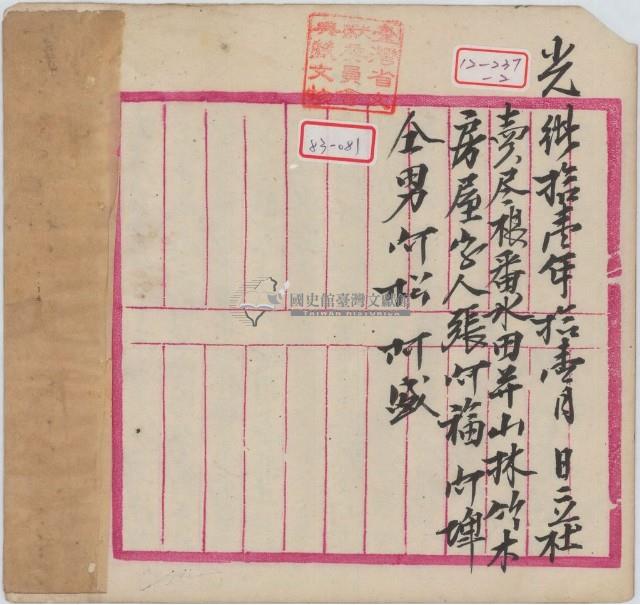 光緒拾壹年拾壹月 日立杜
賣尽根番水田并山林竹木
房屋字人張阿福 阿埤
仝男阿松 阿盛
12-237
-2
臺灣省文
獻委員會
典藏文物
83-081
國史館臺灣文獻館
TAIWAN HISTORICA